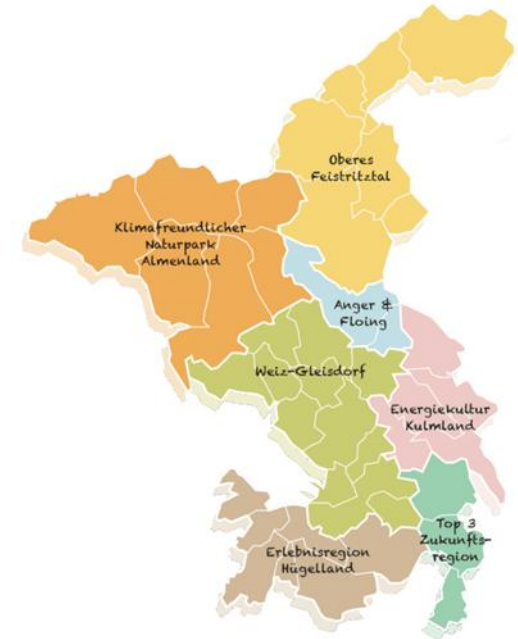 Oberes
Feistritztal
Klimafreundlicher
Naturpark
Almenland
Anger &
Floing
Weiz-Gleisdorf
Energiekultur
Kulmland
Top 3
Zukunfts-
region
Erlebnisregion
Hügelland